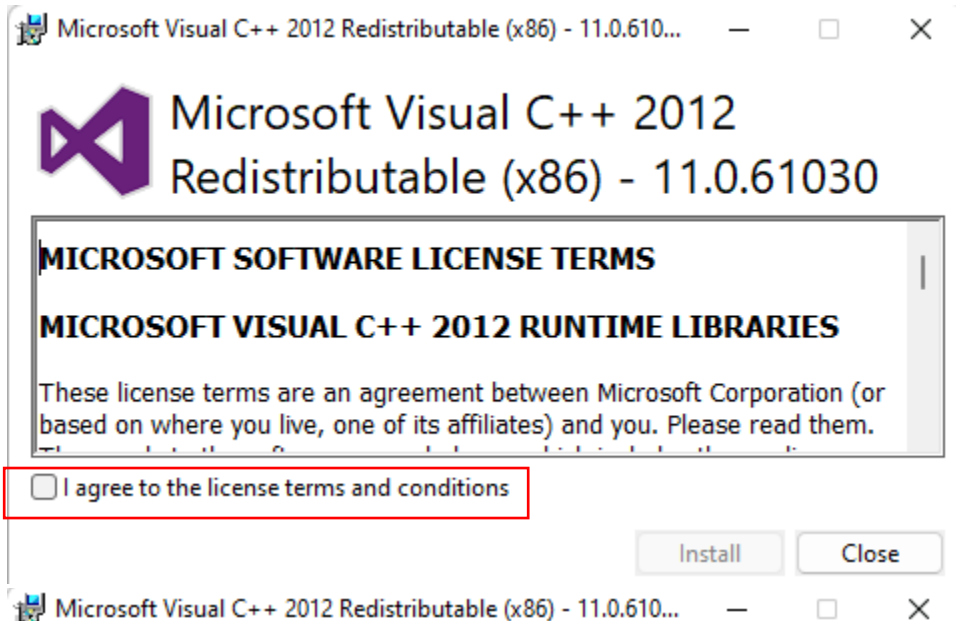 Microsoft Visual C++ 2012 Redistributable (x86) - 11.0.610...
Microsoft Visual C++ 2012
Redistributable (x86) - 11.0.61030
MICROSOFT SOFTWARE LICENSE TERMS
MICROSOFT VISUAL C++ 2012 RUNTIME LIBRARIES
These license terms are an agreement between Microsoft Corporation (or
based on where you live, one of its affiliates) and you. Please read them.
I agree to the license terms and conditions
Install
Close
Microsoft Visual C++ 2012 Redistributable (x86) - 11.0.610...